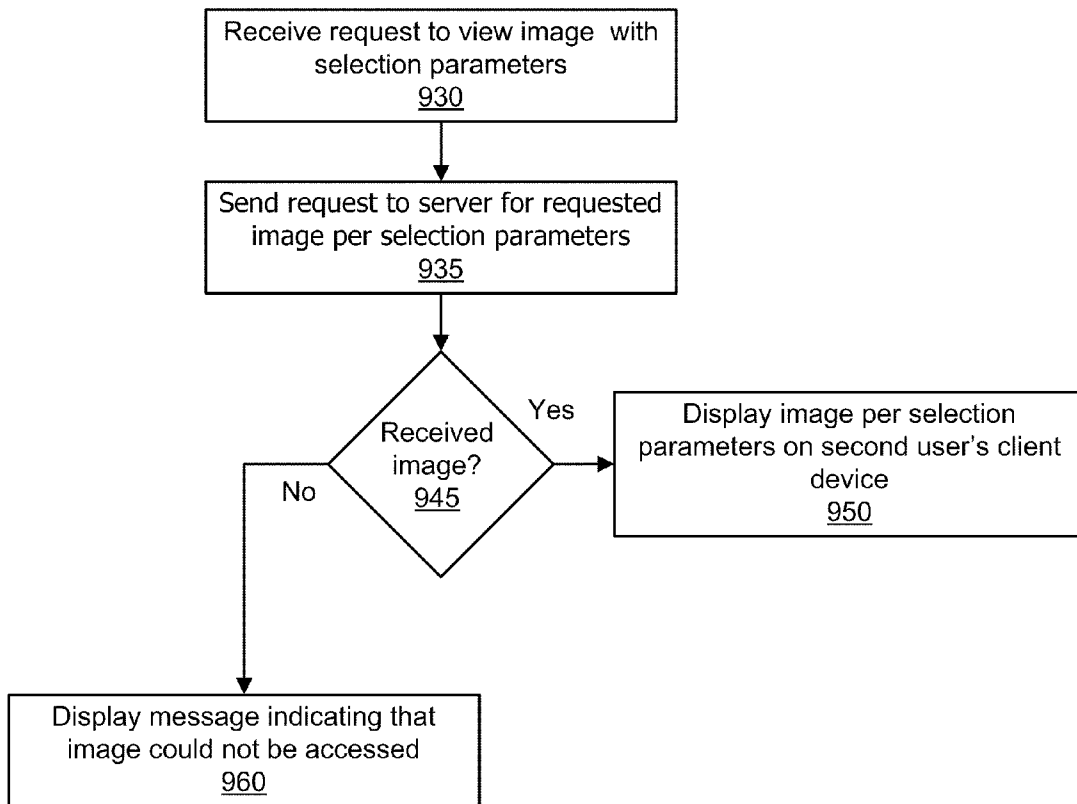 Receive request to view image with
selection parameters
930
Send request to server for requested
image per selection parameters
935
Received
image?
945
Yes
No
Display image per selection
parameters on second user's client
device
950
Display message indicating that
image could not be accessed
960